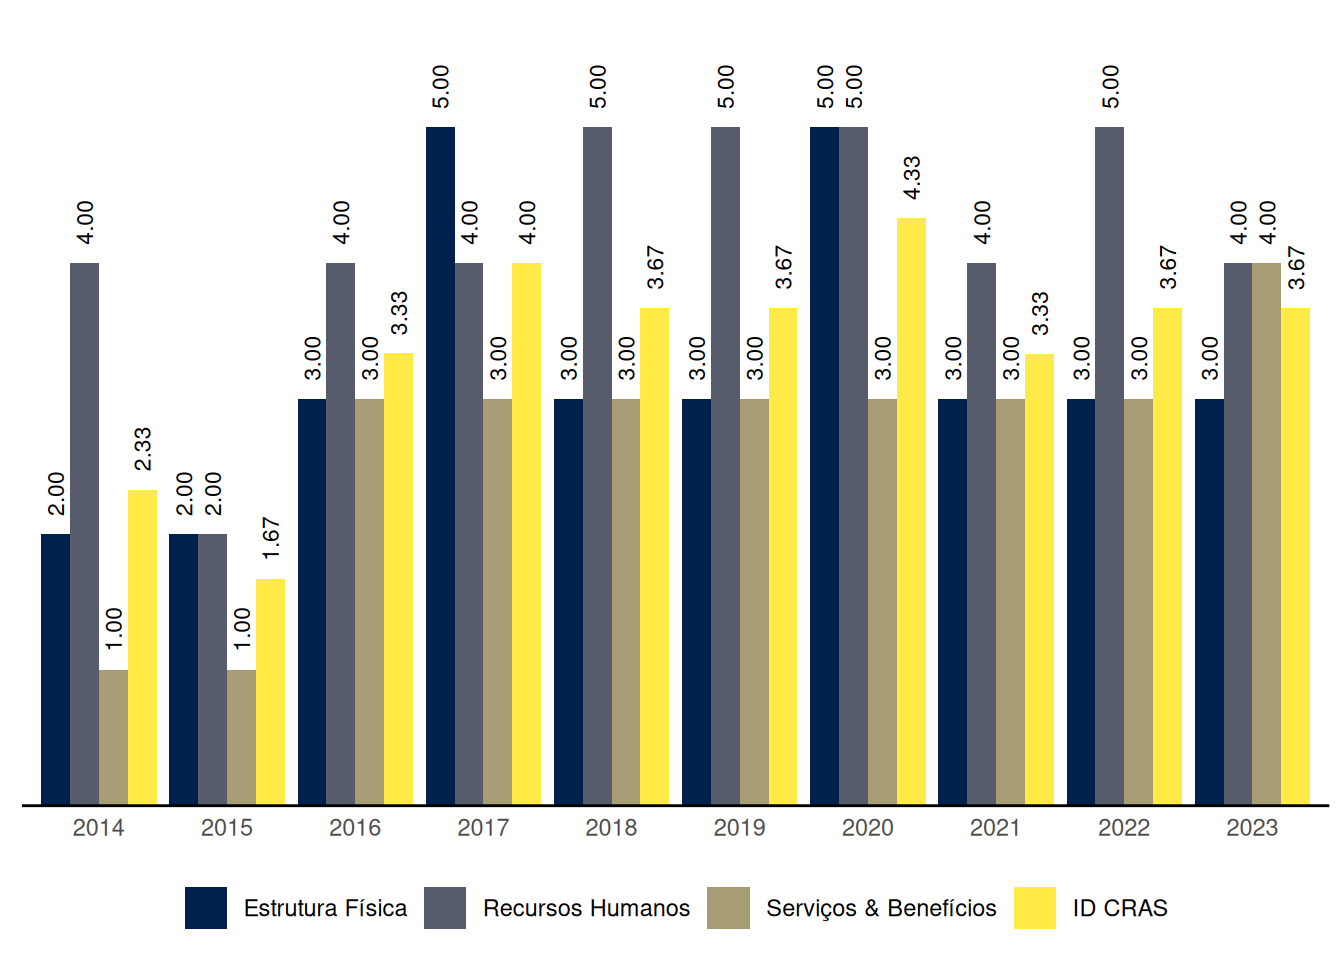 2.00 4.00 1.00 2.33 2.00 2.00 1.00 1.67 3.00 4.00 3.00 3.33 5.00 4.00 3.00 4.00 3.00 5.00 3.00 3.67 3.00 5.00 3.00 3.67 5.00 5.00 3.00 4.33 3.00 4.00 3.00 3.33 3.00 5.00 3.00 3.67 3.00 4.00 4.00 3.67
2014 2015 2016 2017 2018 2019 2020 2021 2022 2023
Estrutura Física Recursos Humanos Serviços & Benefícios ID CRAS